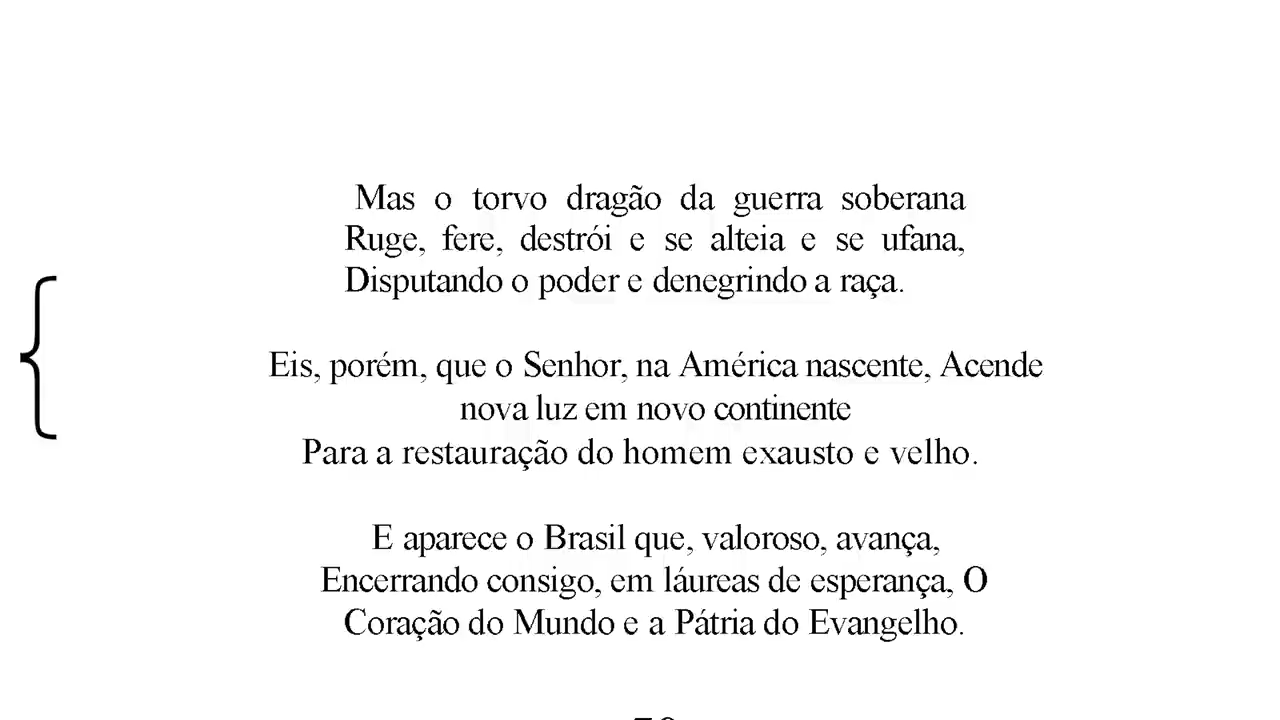 Mas o torvo dragão da guerra soberana
Ruge, fere, destrói e se alteia e se ufana,
Disputando o poder e denegrindo a raça.
Eis, porém, que o Senhor, na América nascente, Acende
nova luz em novo continente
Para a restauração do homem exausto e velho.
E aparece o Brasil que, valoroso, avança,
Encerrando consigo, em láureas de esperança, O
Coração do Mundo e a Pátria do Evangelho.